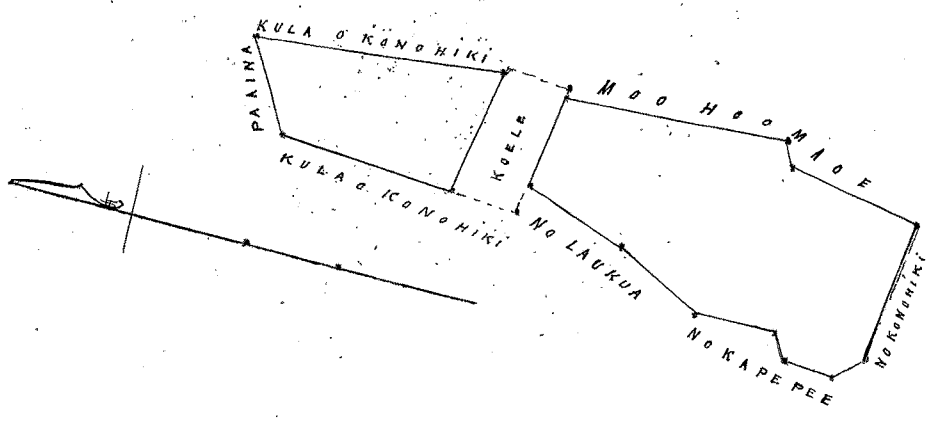 KULA O KONOHIKI
PAAINA
KULA O KONOHIKI
KOELE
MOO HOOMAOE
NO LAUKUA
NO KAPEPEE
NO KONOHIKI